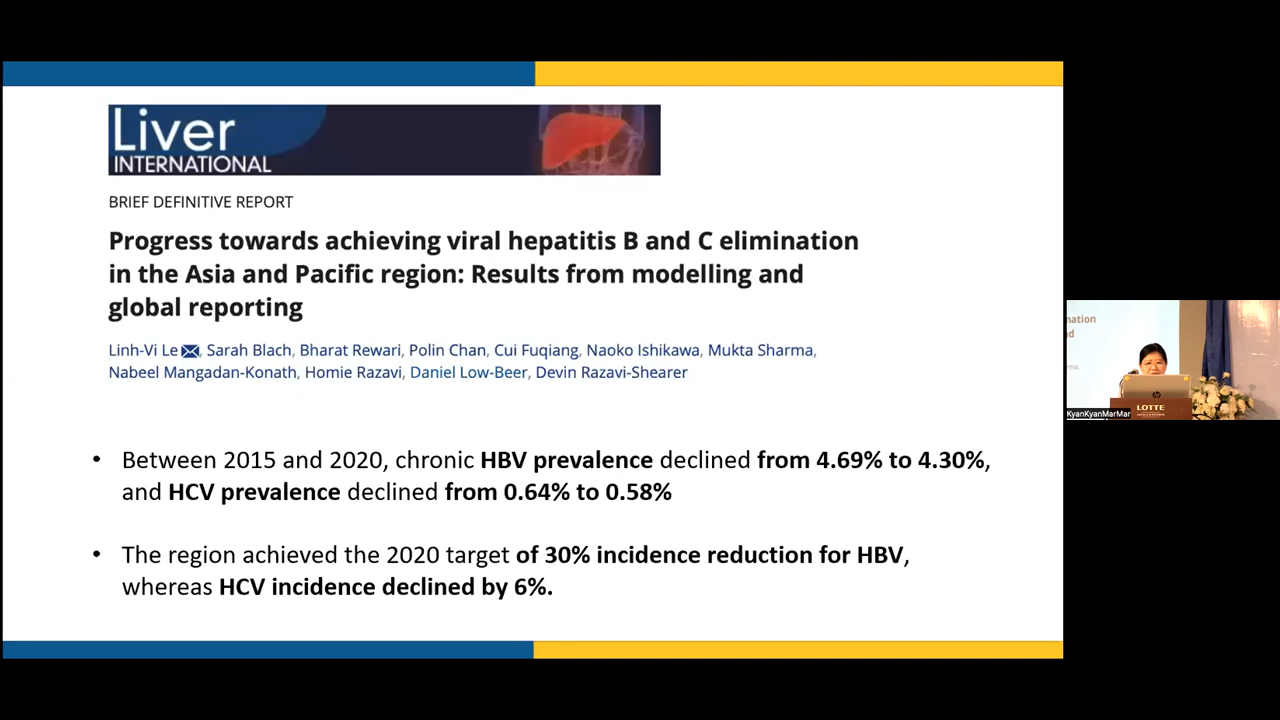 Liver
INTERNATIONAL
BRIEF DEFINITIVE REPORT
Progress towards achieving viral hepatitis B and C elimination
in the Asia and Pacific region: Results from modelling and
global reporting
Linh-Vi Le, Sarah Blach, Bharat Rewari, Polin Chan, Cui Fuqiang, Naoko Ishikawa, Mukta Sharma,
Nabeel Mangadan-Konath, Homie Razavi, Daniel Low-Beer, Devin Razavi-Shearer
• Between 2015 and 2020, chronic HBV prevalence declined from 4.69% to 4.30%,
and HCV prevalence declined from 0.64% to 0.58%
• The region achieved the 2020 target of 30% incidence reduction for HBV,
whereas HCV incidence declined by 6%.
hp
LOTTE
KyanKyanMarMar